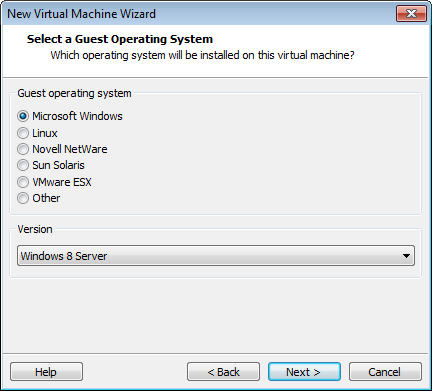 New Virtual Machine Wizard
Select a Guest Operating System
Which operating system will be installed on this virtual machine?
Guest operating system
Microsoft Windows
Linux
Novell NetWare
Sun Solaris
VMware ESX
Other
Version
Windows 8 Server
Help
< Back
Next >
Cancel